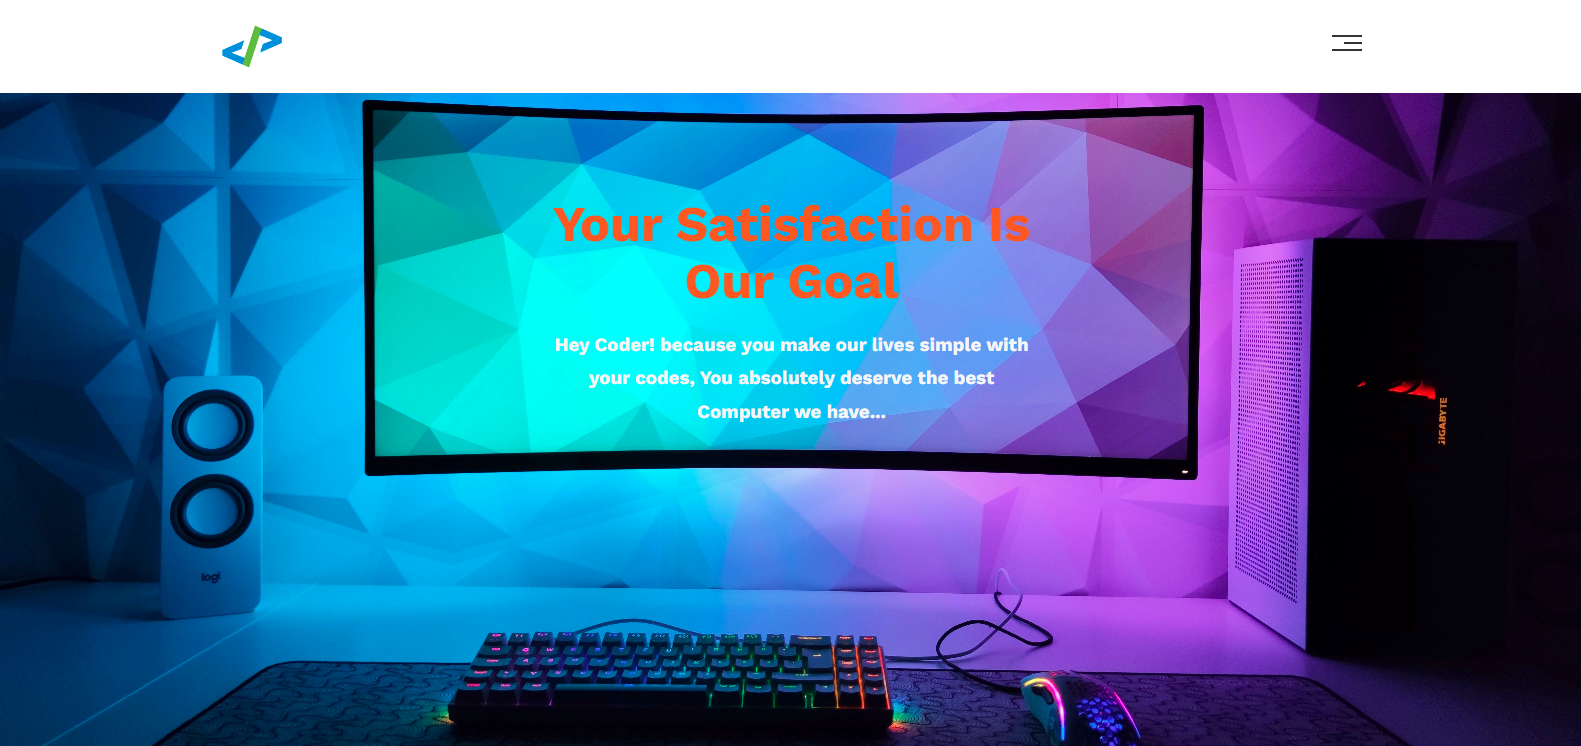 Your Satisfaction Is
Our Goal
Hey Coder! because you make our lives simple with
your codes, You absolutely deserve the best
Computer we have...
GIGABYTE
logi